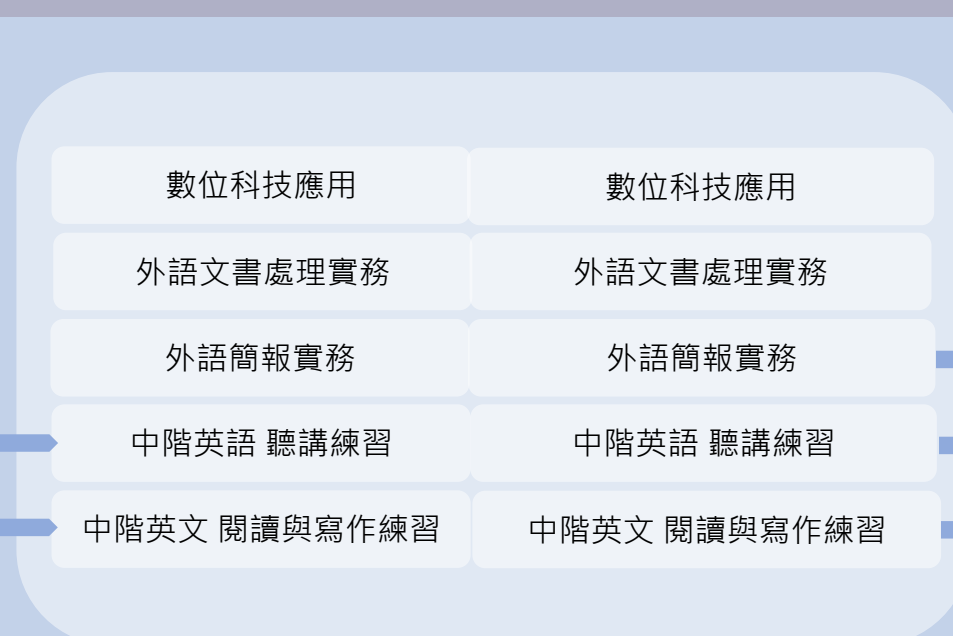 數位科技應用 數位科技應用
外語文書處理實務 外語文書處理實務
外語簡報實務 外語簡報實務
中階英語 聽講練習 中階英語 聽講練習
中階英文 閱讀與寫作練習 中階英文 閱讀與寫作練習